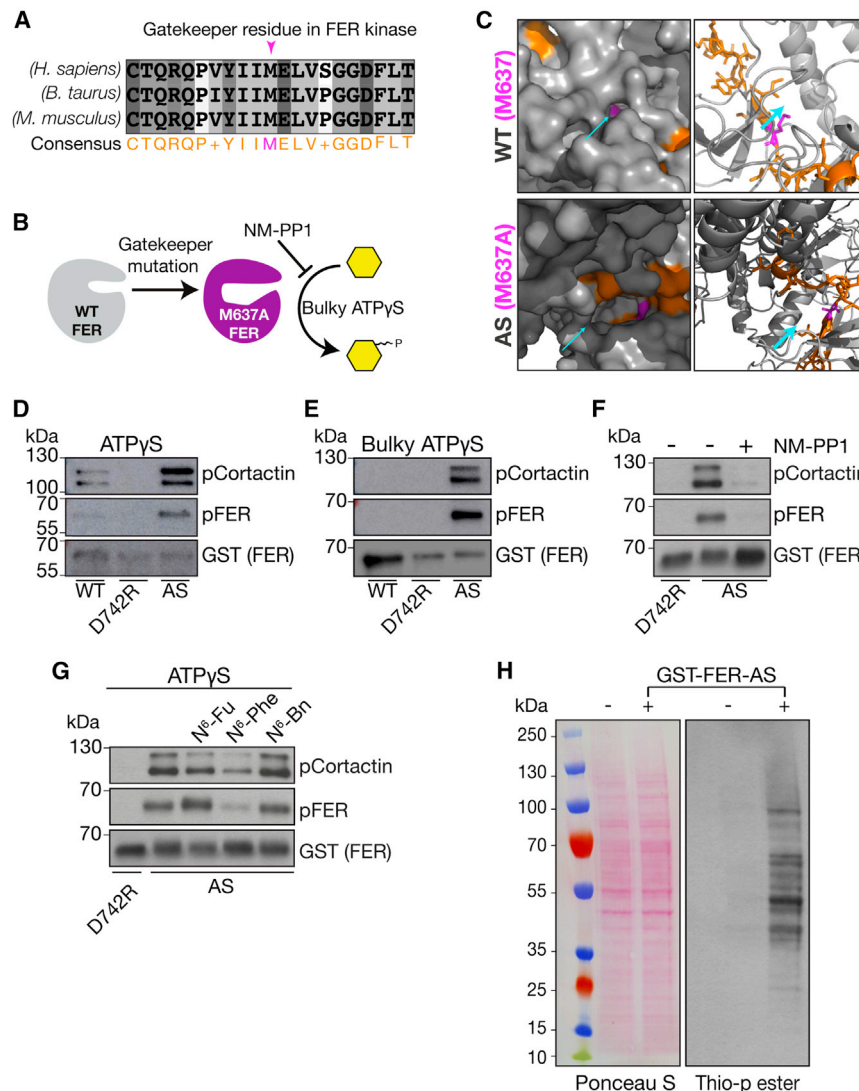 A
Gatekeeper residue in FER kinase
(H. sapiens) CTQRQPVYIIMELVSGGDFLT
(B. taurus) CTQRQPVYIIMELVPGGDFLT
(M. musculus) CTQRQPVYIIMELVPGGDFLT
Consensus CTQRQP+YIIMELV+GGDFLT
B
Gatekeeper mutation
NM-PP1
WT FER
M637A FER
Bulky ATPγS
P
C
WT (M637)
AS (M637A)
D
kDa
ATPγS
130
100
pCortactin
70
55
pFER
70
55
GST (FER)
WT
D742R
AS
E
Bulky ATPγS
130
pCortactin
70
pFER
70
GST (FER)
WT
D742R
AS
F
kDa
- - + NM-PP1
130
pCortactin
70
pFER
70
GST (FER
D742R
AS
G
ATPγS
kDa
N⁶-Fu
N⁶-Phe
N⁶-Bn
130
pCortactin
70
pFER
70
GST (FER)
D742R
AS
H
GST-FER-AS
kDa - + - +
250
130
100
70
55
35
25
15
10
Ponceau S
Thio-p ester